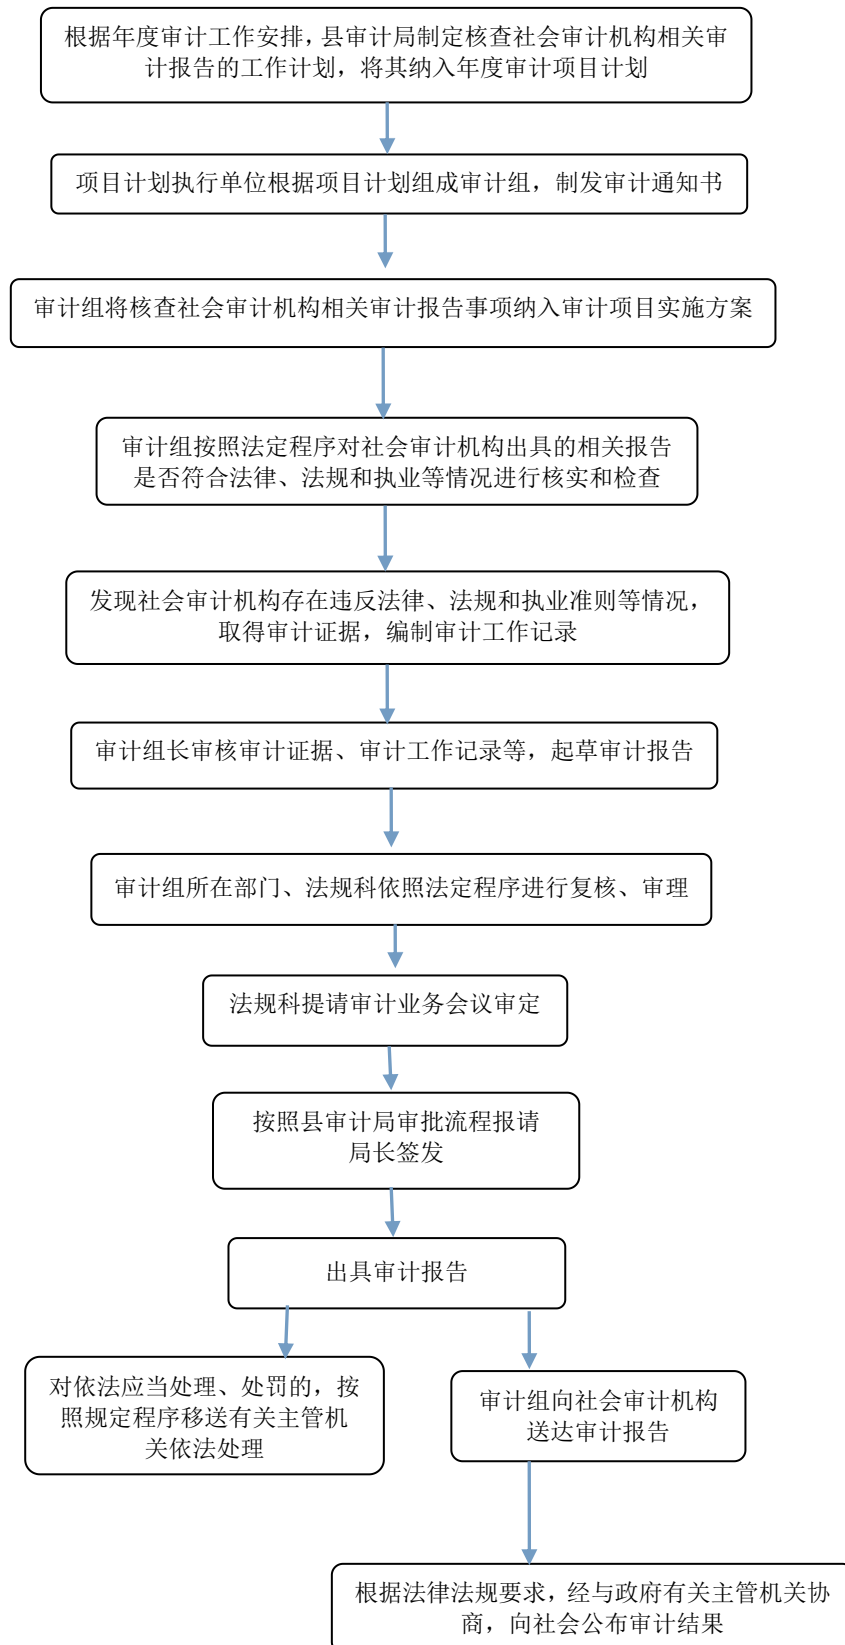 根据年度审计工作安排，县审计局制定核查社会审计机构相关审
计报告的工作计划，将其纳入年度审计项目计划
项目计划执行单位根据项目计划组成审计组，制发审计通知书
审计组将核查社会审计机构相关审计报告事项纳入审计项目实施方案
审计组按照法定程序对社会审计机构出具的相关报告
是否符合法律、法规和执业等情况进行核实和检查
发现社会审计机构存在违反法律、法规和执业准则等情况，
取得审计证据，编制审计工作记录
审计组长审核审计证据、审计工作记录等，起草审计报告
审计组所在部门、法规科依照法定程序进行复核、审理
法规科提请审计业务会议审定
按照县审计局审批流程报请
局长签发
出具审计报告
对依法应当处理、处罚的，按
照规定程序移送有关主管机
关依法处理
审计组向社会审计机构
送达审计报告
根据法律法规要求，经与政府有关主管机关协
商，向社会公布审计结果